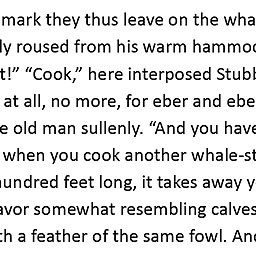 mark they thus leave on the wha
ly roused from his warm hammoc
t!” “Cook,” here interposed Stubb
at all, no more, for eber and ebe
e old man sullenly. “And you have
when you cook another whale-st
hundred feet long, it takes away y
avor somewhat resembling calves
th a feather of the same fowl. And